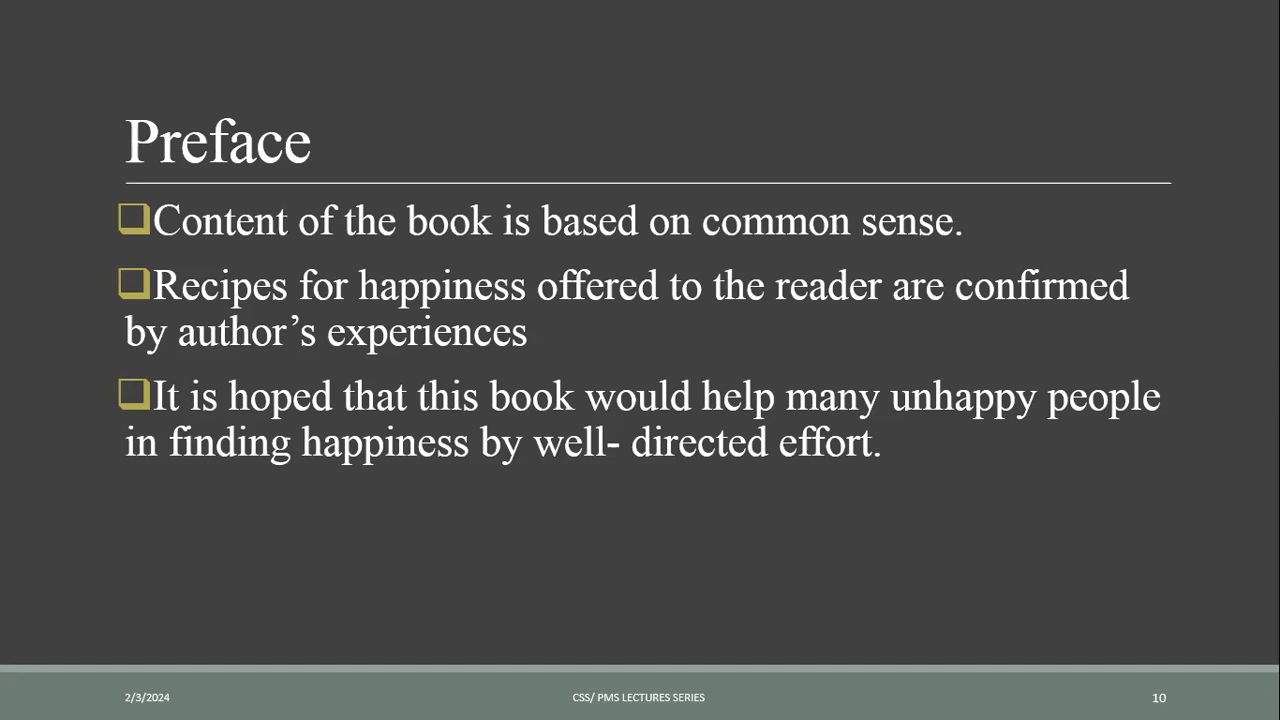 Preface
Content of the book is based on common sense.
Recipes for happiness offered to the reader are confirmed
by author’s experiences
It is hoped that this book would help many unhappy people
in finding happiness by well- directed effort.
2/3/2024
CSS/ PMS LECTURES SERIES
10